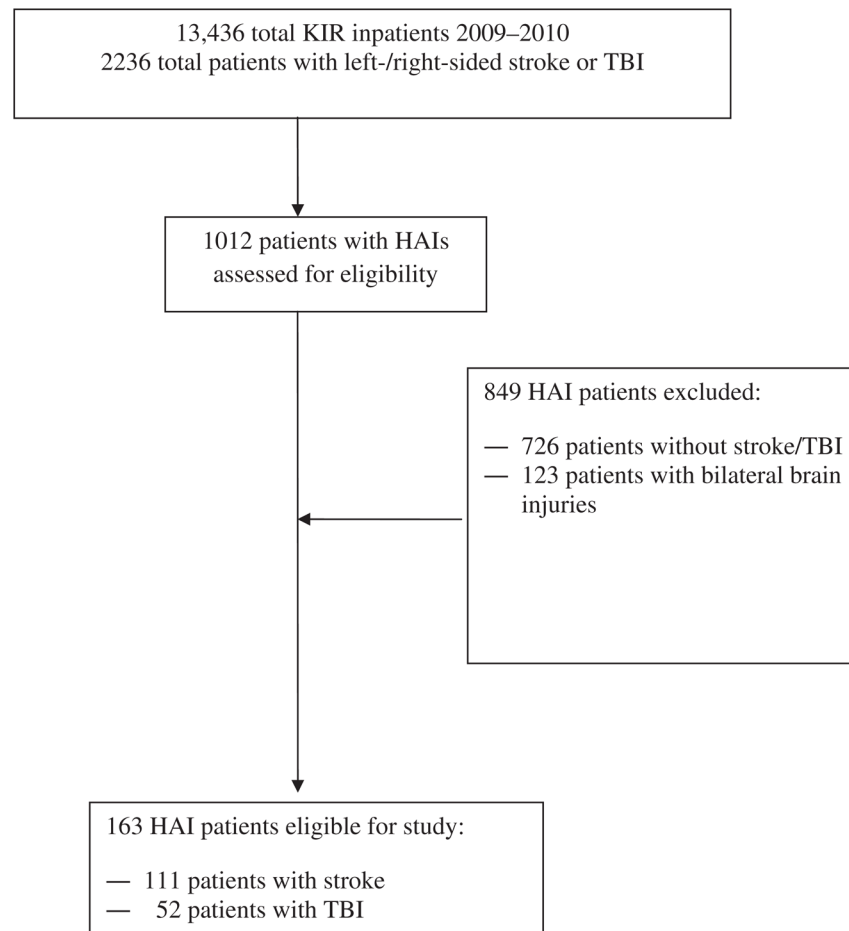 13,436 total KIR inpatients 2009–2010
2236 total patients with left-/right-sided stroke or TBI
1012 patients with HAIs
assessed for eligibility
849 HAI patients excluded:
— 726 patients without stroke/TBI
— 123 patients with bilateral brain
injuries
163 HAI patients eligible for study:
— 111 patients with stroke
— 52 patients with TBI